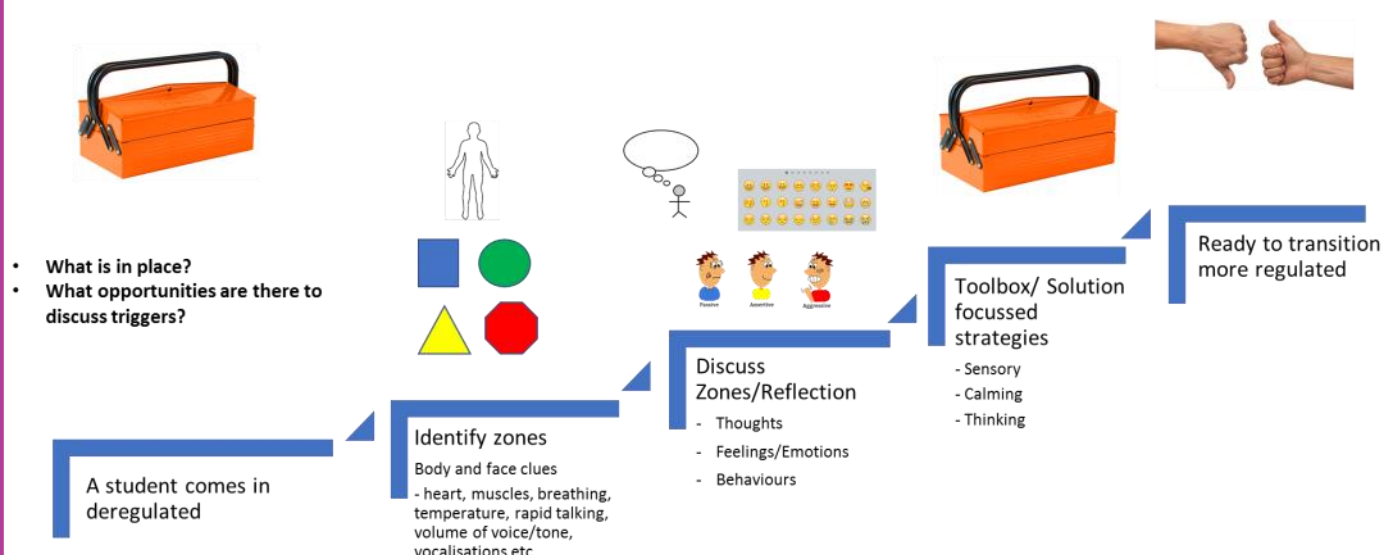 • What is in place?
• What opportunities are there to
discuss triggers?
A student comes in
deregulated
Identify zones
Body and face clues
- heart, muscles, breathing,
temperature, rapid talking,
volume of voice/tone,
vocalisations etc
Passive Assertive Aggressive
Discuss
Zones/Reflection
- Thoughts
- Feelings/Emotions
- Behaviours
Toolbox/ Solution
focussed
strategies
- Sensory
- Calming
- Thinking
Ready to transition
more regulated